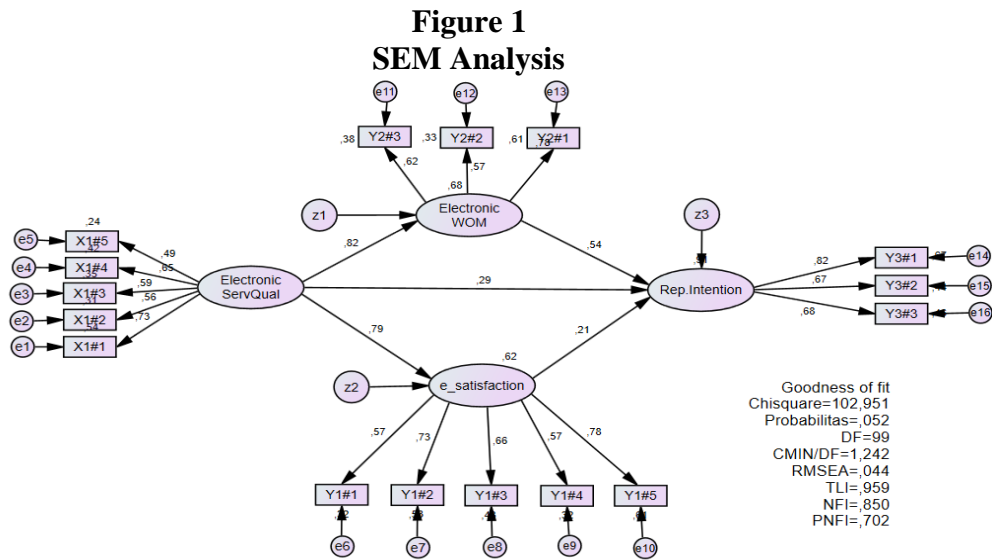 Figure 1
SEM Analysis
e11
e12
e13
,38
Y2#3
,33
Y2#2
,61
Y2#1
,62
,57
,78
,68
Electronic
WOM
z1
z3
,24
e5
X1#5
,49
,42
e4
X1#4
,65
,35
e3
X1#3
,59
,31
e2
X1#2
,56
,54
e1
X1#1
,73
Electronic
ServQual
,82
,54
,29
Rep.Intention
,82
Y3#1
e14
,67
Y3#2
e15
,68
Y3#3
e16
,79
,21
,62
z2
e_satisfaction
,57
,73
,66
,57
,78
Y1#1
Y1#2
Y1#3
Y1#4
Y1#5
e6
e7
e8
e9
e10
Goodness of fit
Chisquare=102,951
Probabilitas=,052
DF=99
CMIN/DF=1,242
RMSEA=,044
TLI=,959
NFI=,850
PNFI=,702